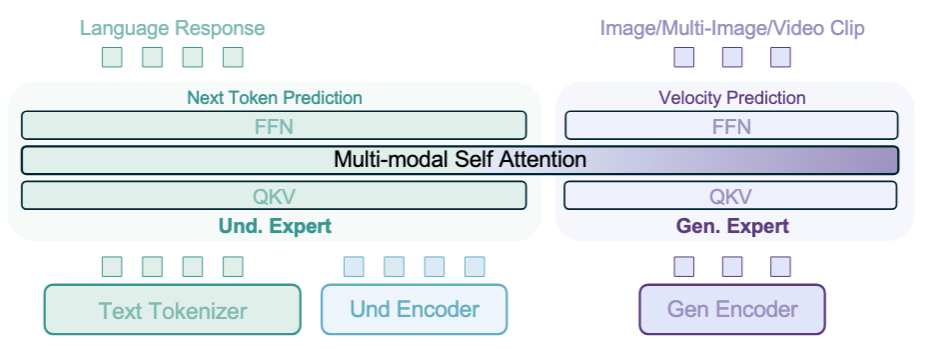 Language Response
Image/Multi-Image/Video Clip
Next Token Prediction
Velocity Prediction
FFN
FFN
Multi-modal Self Attention
QKV
QKV
Und. Expert
Gen. Expert
Text Tokenizer
Und Encoder
Gen Encoder